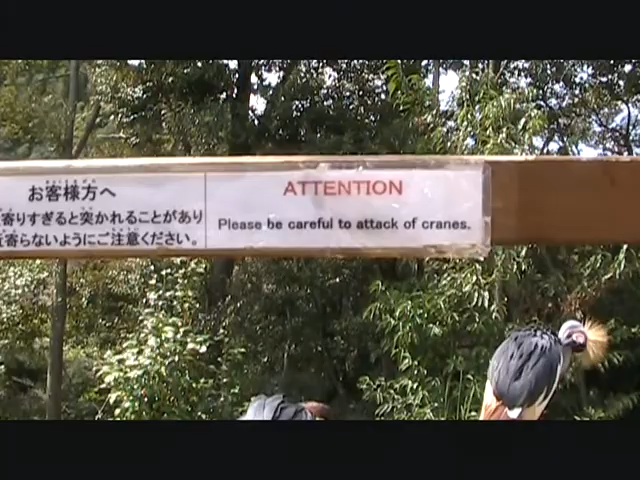 お客様方へ
寄りすぎると突かれることがあり
寄らないようにご注意ください。
ATTENTION
Please be careful to attack of cranes.